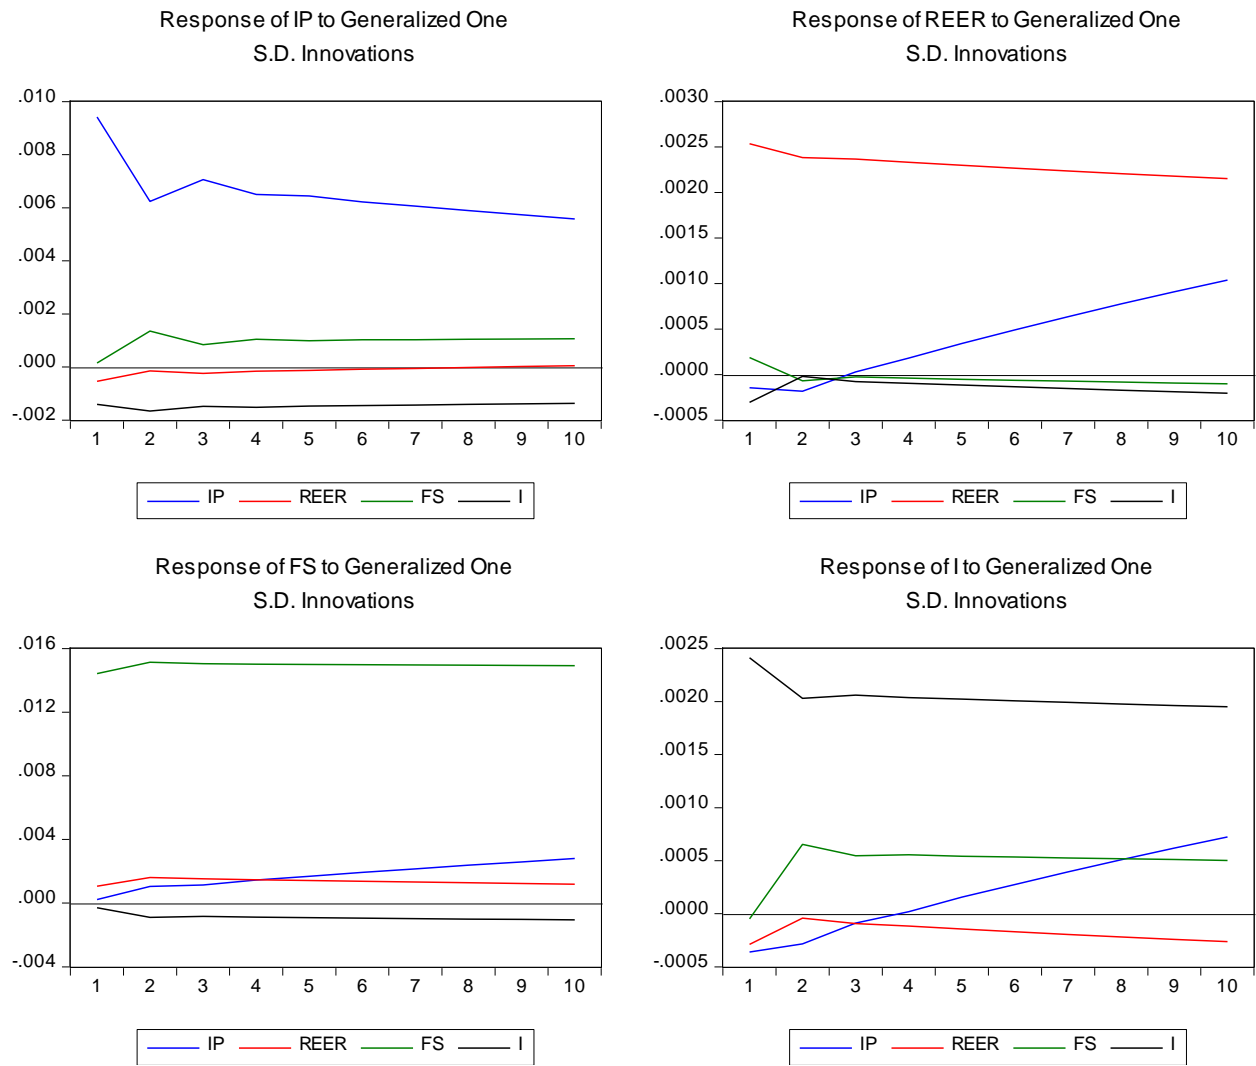 Response of IP to Generalized One
S.D. Innovations
.010
.008
.006
.004
.002
.000
-.002
1 2 3 4 5 6 7 8 9 10
IP REER FS I
Response of REER to Generalized One
S.D. Innovations
.0030
.0025
.0020
.0015
.0010
.0005
.0000
-.0005
1 2 3 4 5 6 7 8 9 10
IP REER FS I
Response of FS to Generalized One
S.D. Innovations
.016
.012
.008
.004
.000
-.004
1 2 3 4 5 6 7 8 9 10
IP REER FS I
Response of I to Generalized One
S.D. Innovations
.0025
.0020
.0015
.0010
.0005
.0000
-.0005
1 2 3 4 5 6 7 8 9 10
IP REER FS I